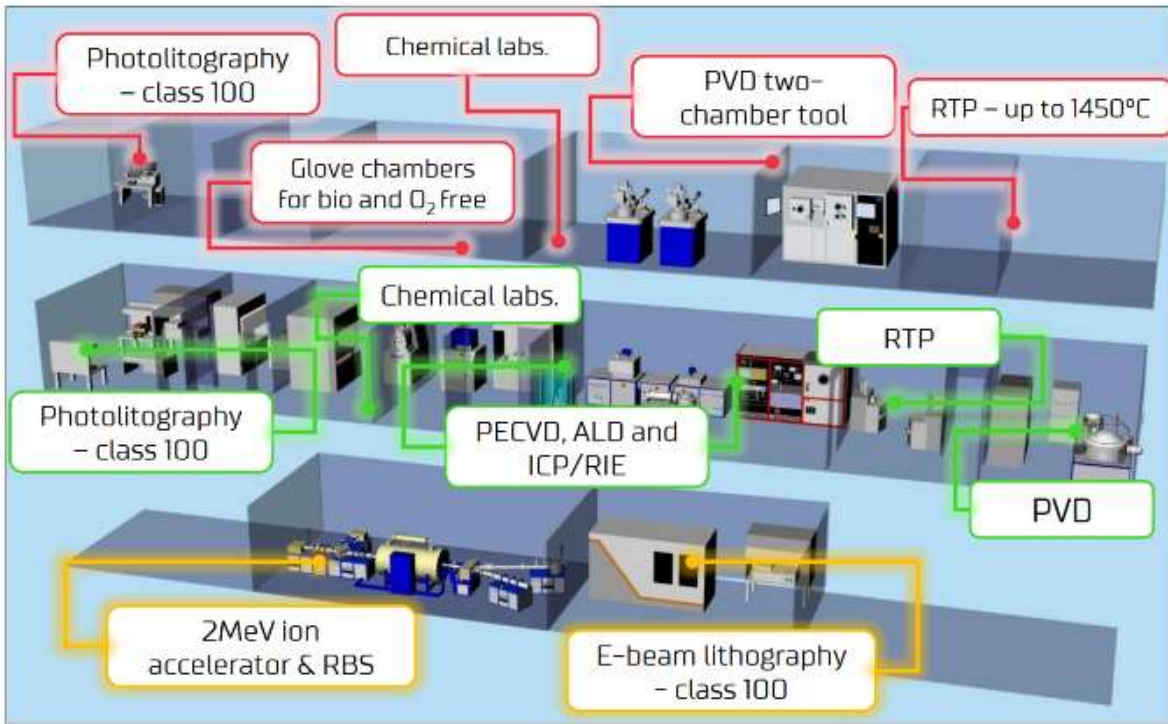 Photolitography
– class 100
Chemical labs.
PVD two-
chamber tool
RTP – up to 1450°C
Glove chambers
for bio and O₂ free
Chemical labs.
RTP
Photolitography
– class 100
PECVD, ALD and
ICP/RIE
PVD
2MeV ion
accelerator & RBS
E-beam lithography
– class 100